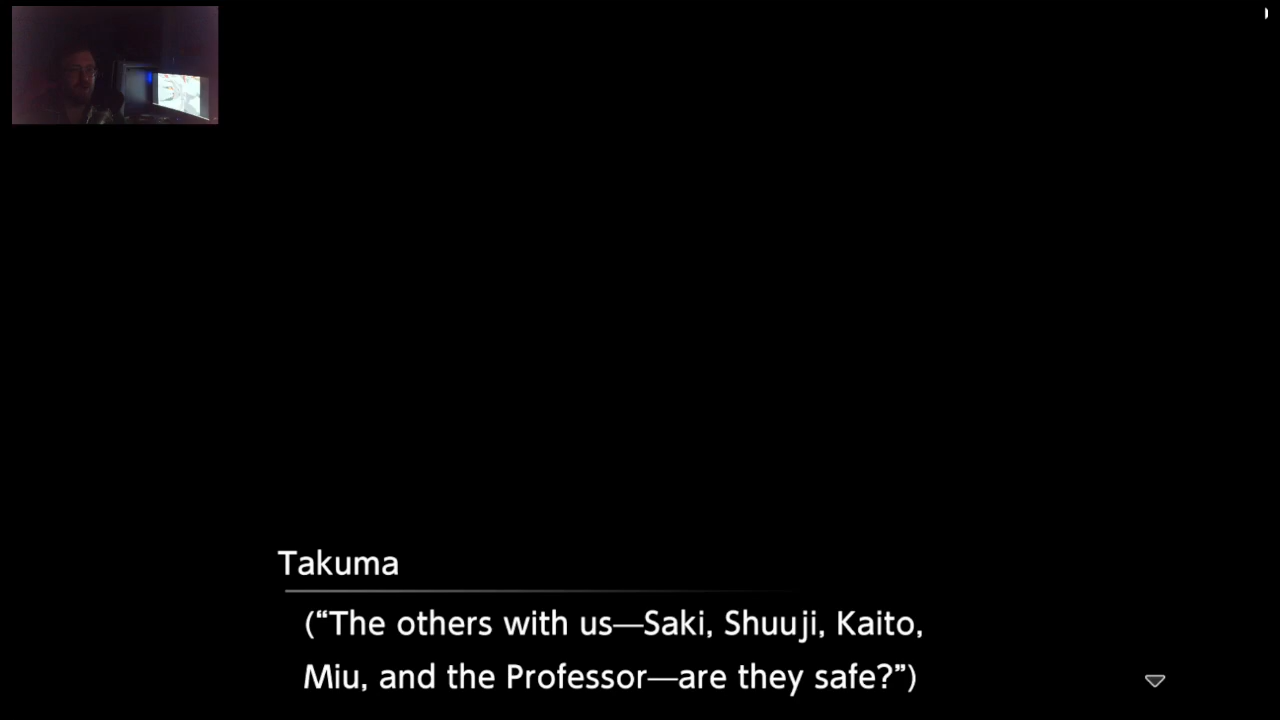 Takuma
(“The others with us—Saki, Shuuji, Kaito,
Miu, and the Professor—are they safe?”)